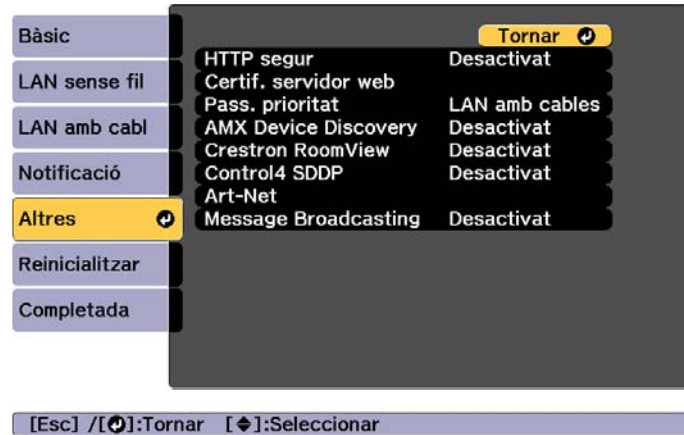 Bàsic
LAN sense fil
LAN amb cabl
Notificació
Altres
Reinicialitzar
Completada
Tornar
HTTP segur Desactivat
Certif. servidor web
Pass. prioritat LAN amb cables
AMX Device Discovery Desactivat
Crestron RoomView Desactivat
Control4 SDDP Desactivat
Art-Net
Message Broadcasting Desactivat
[Esc] /[ ]:Tornar [ ]:Seleccionar